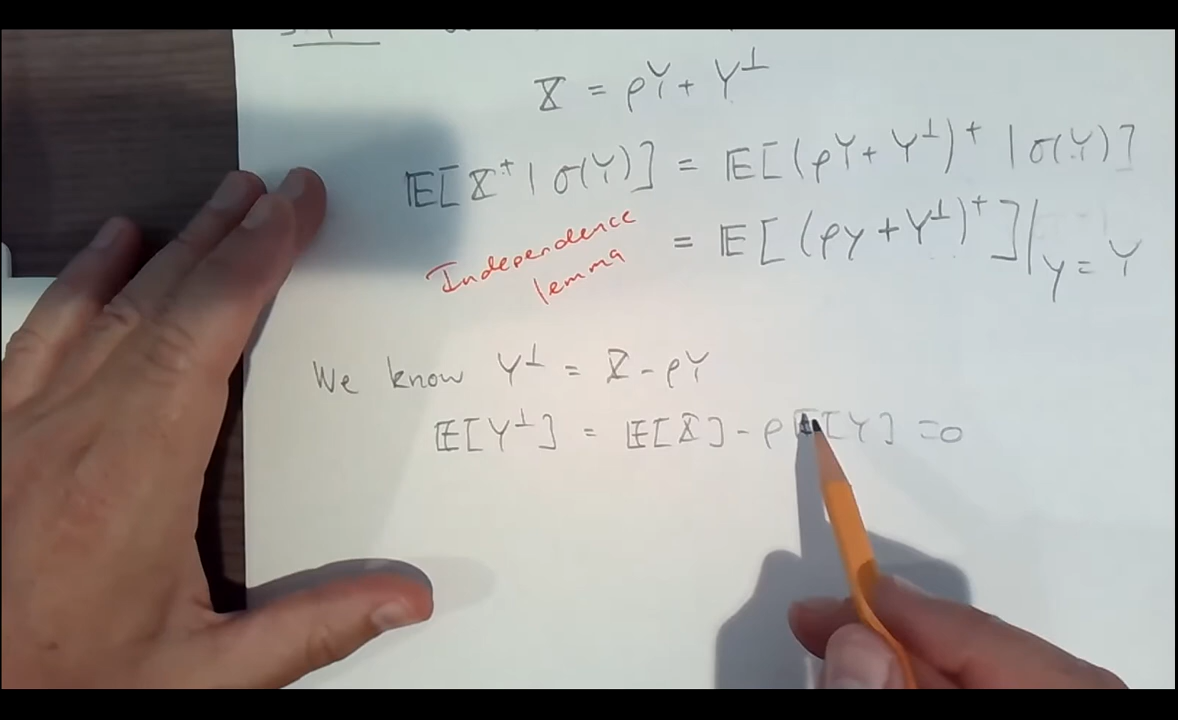 X = ρY + Y⊥
E[X⁺ | σ(Y)] = E[(ρY + Y⊥)⁺ | σ(Y)]
Independence lemma = E[(ρy + Y⊥)⁺]|y=Y
We know Y⊥ = X - ρY
E[Y⊥] = E[X] - ρE[Y] = 0